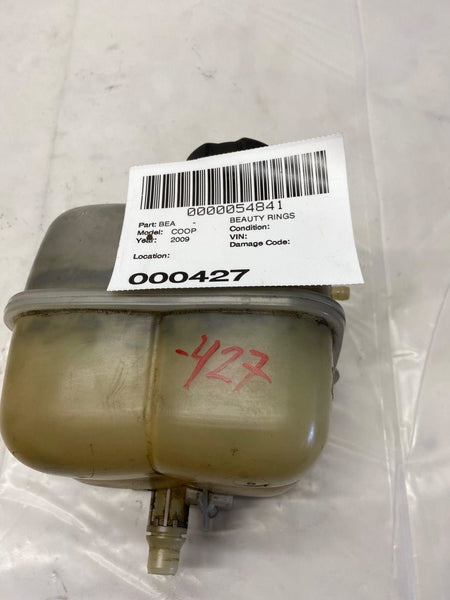 0000054841
Part: BEA - BEAUTY RINGS
Model: COOP Condition:
Year: 2009 VIN:
Damage Code:
Location:
000427
-427